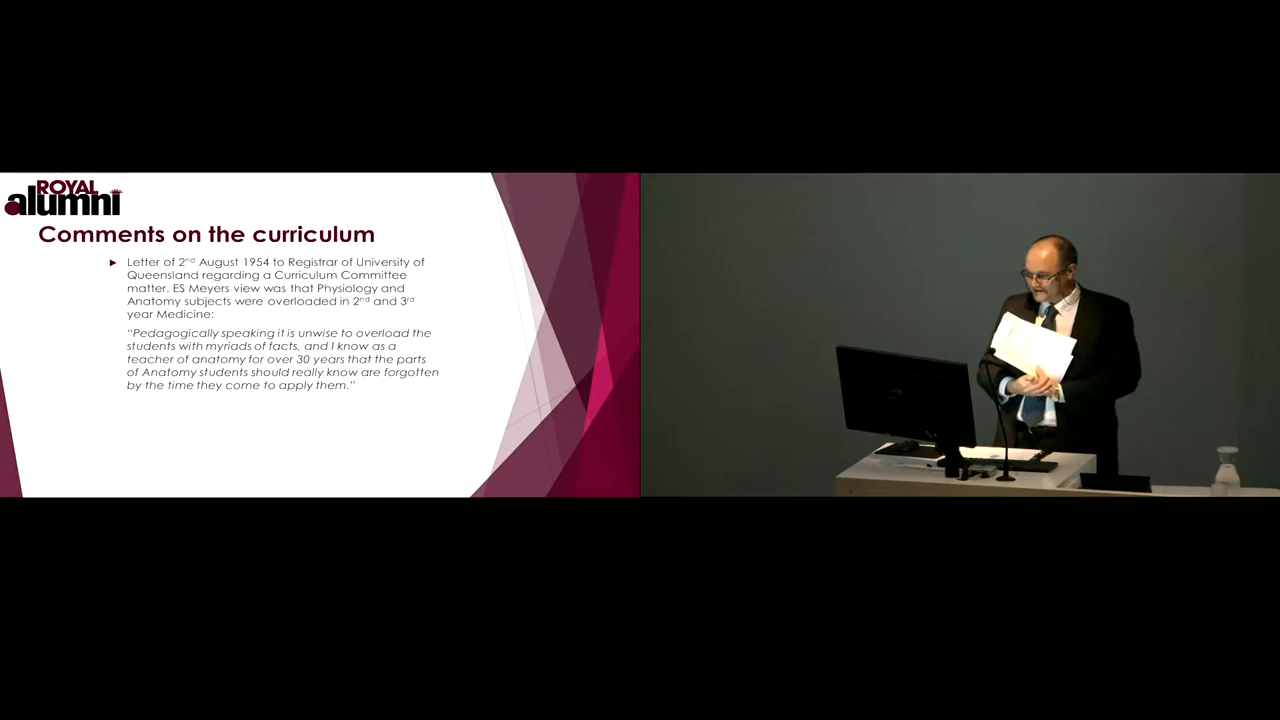 ROYAL
alumni
Comments on the curriculum
Letter of 2nd August 1954 to Registrar of University of
Queensland regarding a Curriculum Committee
matter. ES Meyers view was that Physiology and
Anatomy subjects were overloaded in 2nd and 3rd
year Medicine:
"Pedagogically speaking it is unwise to overload the
students with myriads of facts, and I know as a
teacher of anatomy for over 30 years that the parts
of Anatomy students should really know are forgotten
by the time they come to apply them."